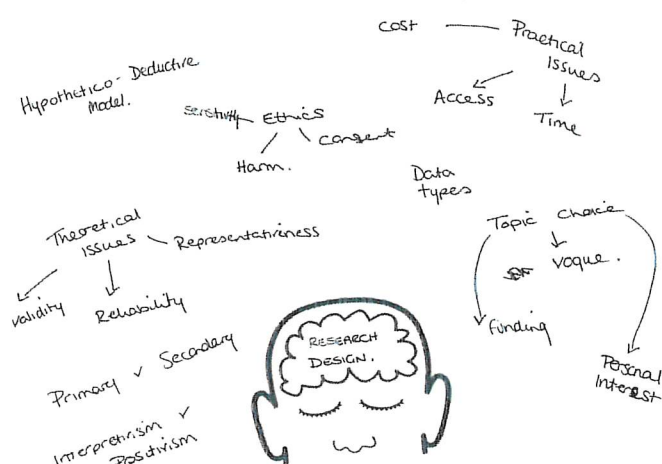 Cost
Practical
Issues
Access
Time
Hypothetico-Deductive
Model.
Sensitivity
Ethics
Consent
Harm.
Data
types
Topic Choice
Vogue.
Funding
Personal
Interest
Theoretical
Issues
Representativeness
Validity
Reliability
RESEARCH
DESIGN.
Primary v Secondary
Interpretivism v
Positivism